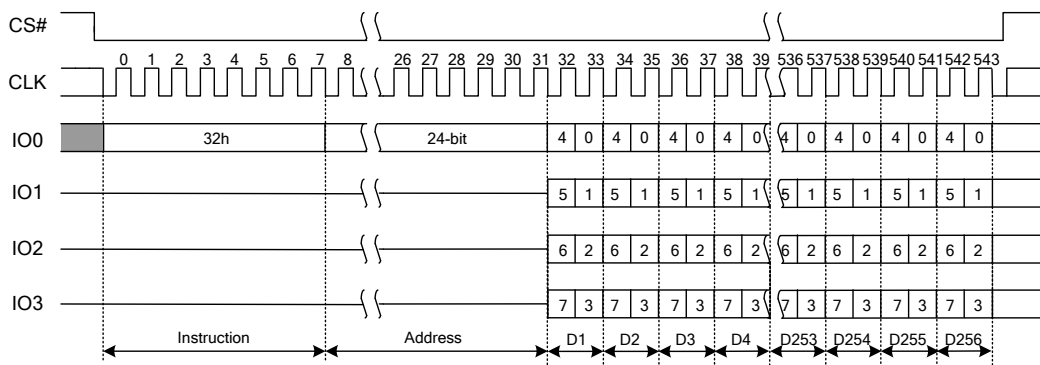 CS#
0 1 2 3 4 5 6 7 8 26 27 28 29 30 31 32 33 34 35 36 37 38 39 536 537 538 539 540 541 542 543
CLK
IO0 32h 24-bit 4 0 4 0 4 0 4 0 4 0 4 0 4 0 4 0
IO1 5 1 5 1 5 1 5 1 5 1 5 1 5 1 5 1
IO2 6 2 6 2 6 2 6 2 6 2 6 2 6 2 6 2
IO3 7 3 7 3 7 3 7 3 7 3 7 3 7 3 7 3
Instruction Address D1 D2 D3 D4 D253 D254 D255 D256